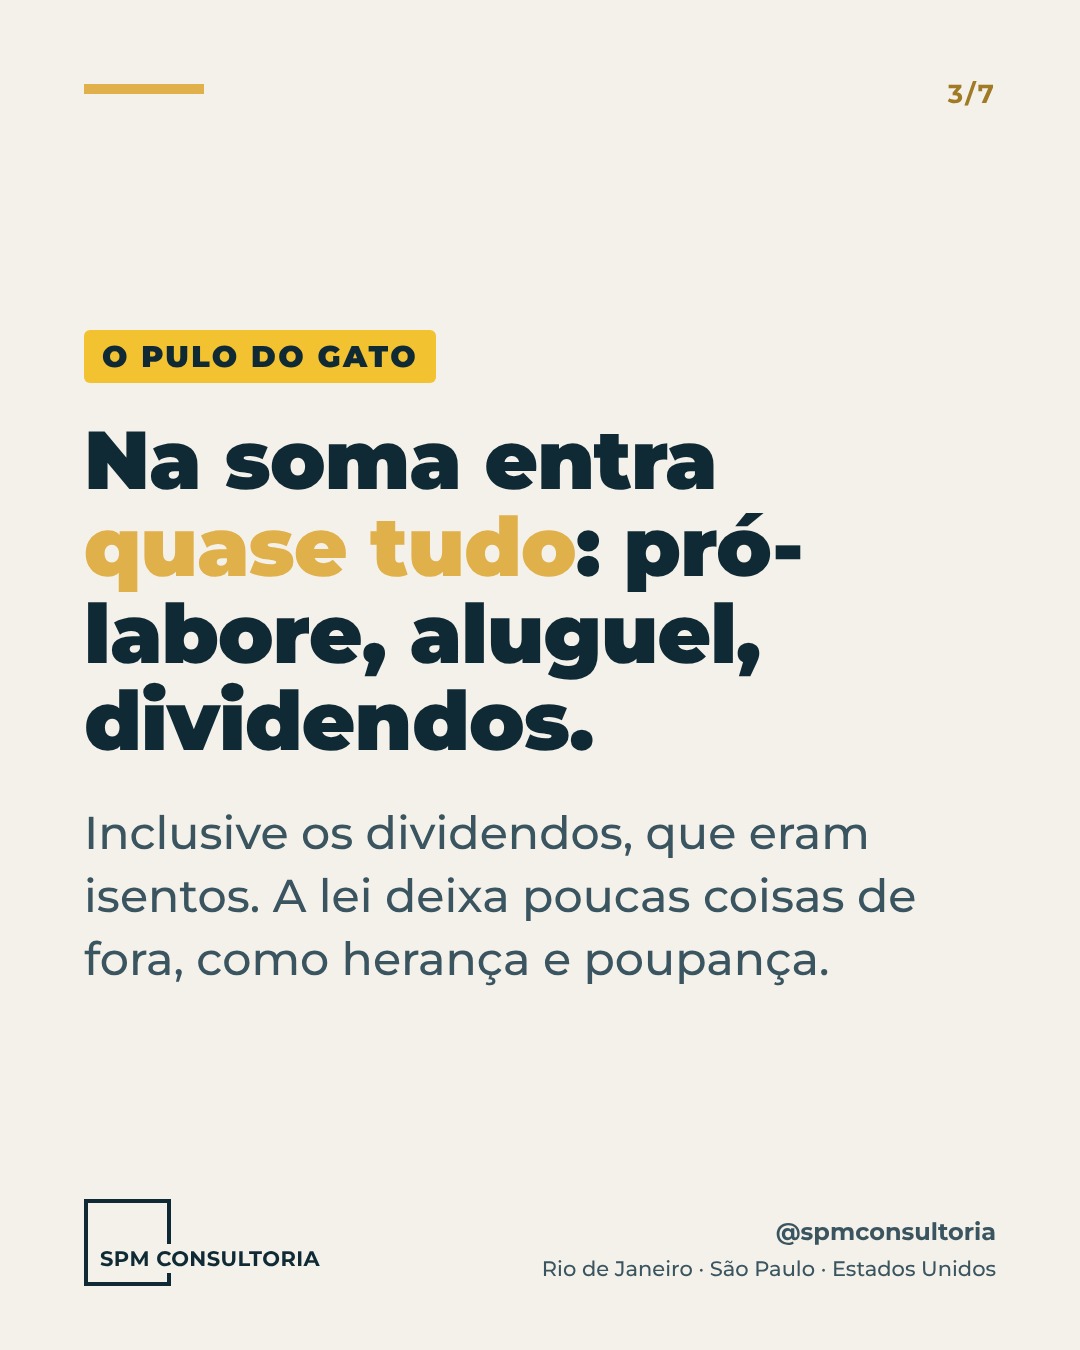 3/7
O PULO DO GATO
Na soma entra
quase tudo: pró-
labore, aluguel,
dividendos.
Inclusive os dividendos, que eram
isentos. A lei deixa poucas coisas de
fora, como herança e poupança.
SPM CONSULTORIA
@spmconsultoria
Rio de Janeiro · São Paulo · Estados Unidos